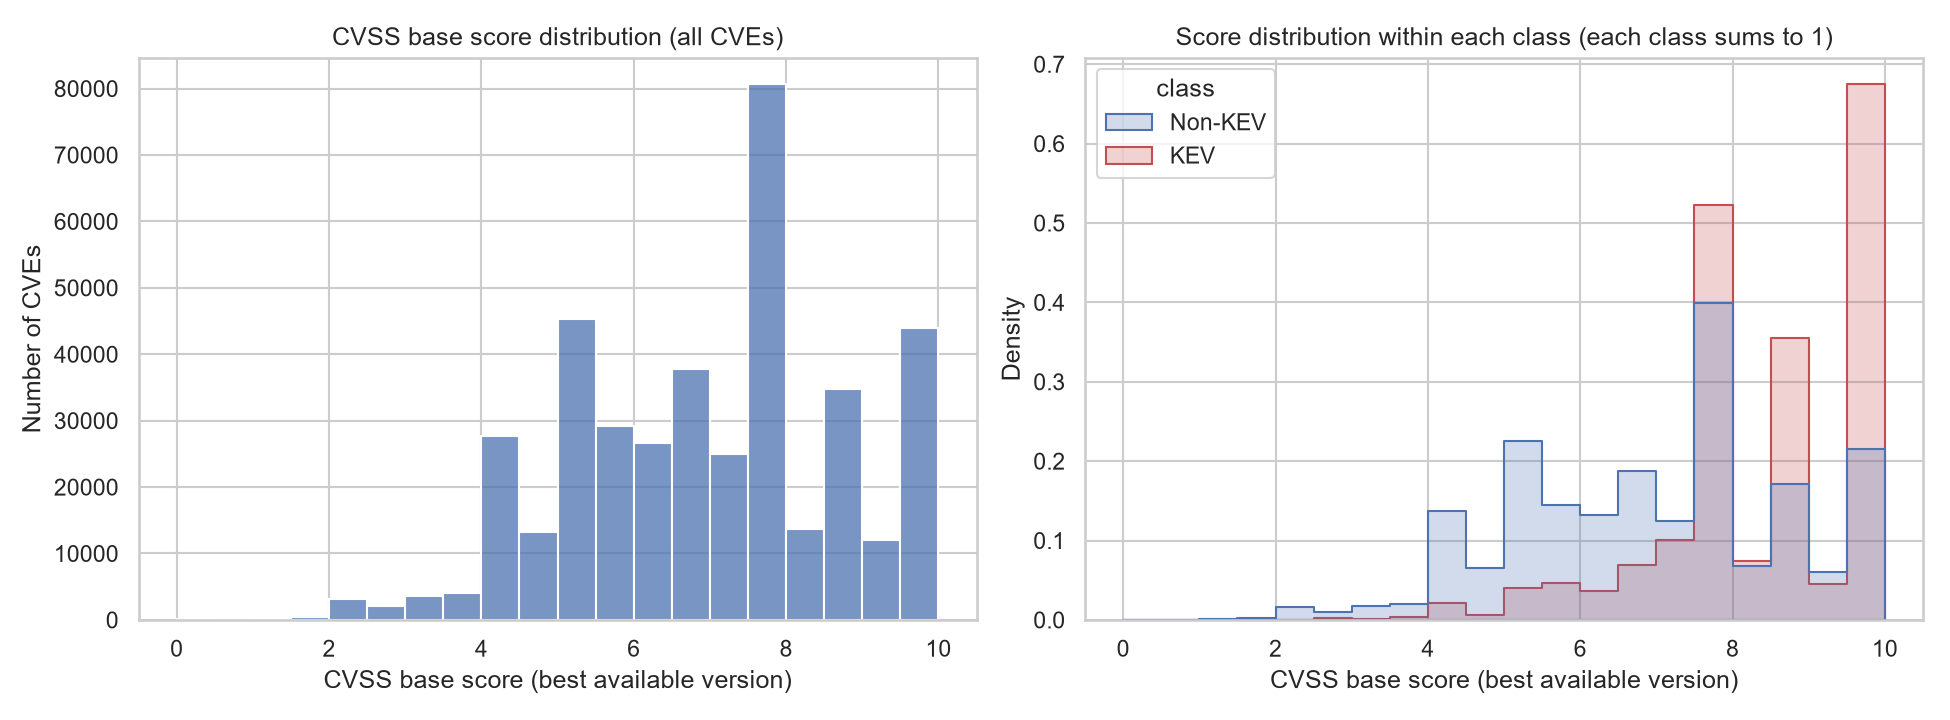 CVSS base score distribution (all CVEs)
Number of CVEs
80000
70000
60000
50000
40000
30000
20000
10000
0
0 2 4 6 8 10
CVSS base score (best available version)
Score distribution within each class (each class sums to 1)
class
Non-KEV
KEV
Density
0.7
0.6
0.5
0.4
0.3
0.2
0.1
0.0
0 2 4 6 8 10
CVSS base score (best available version)